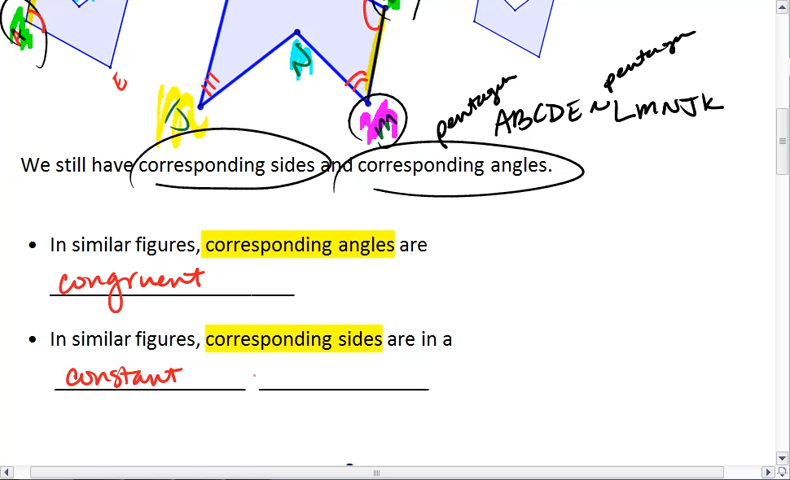 E
N
J
M
pentagon pentagon
ABCDE ~ LMNJK
We still have corresponding sides and corresponding angles.
• In similar figures, corresponding angles are
congruent
• In similar figures, corresponding sides are in a
constant